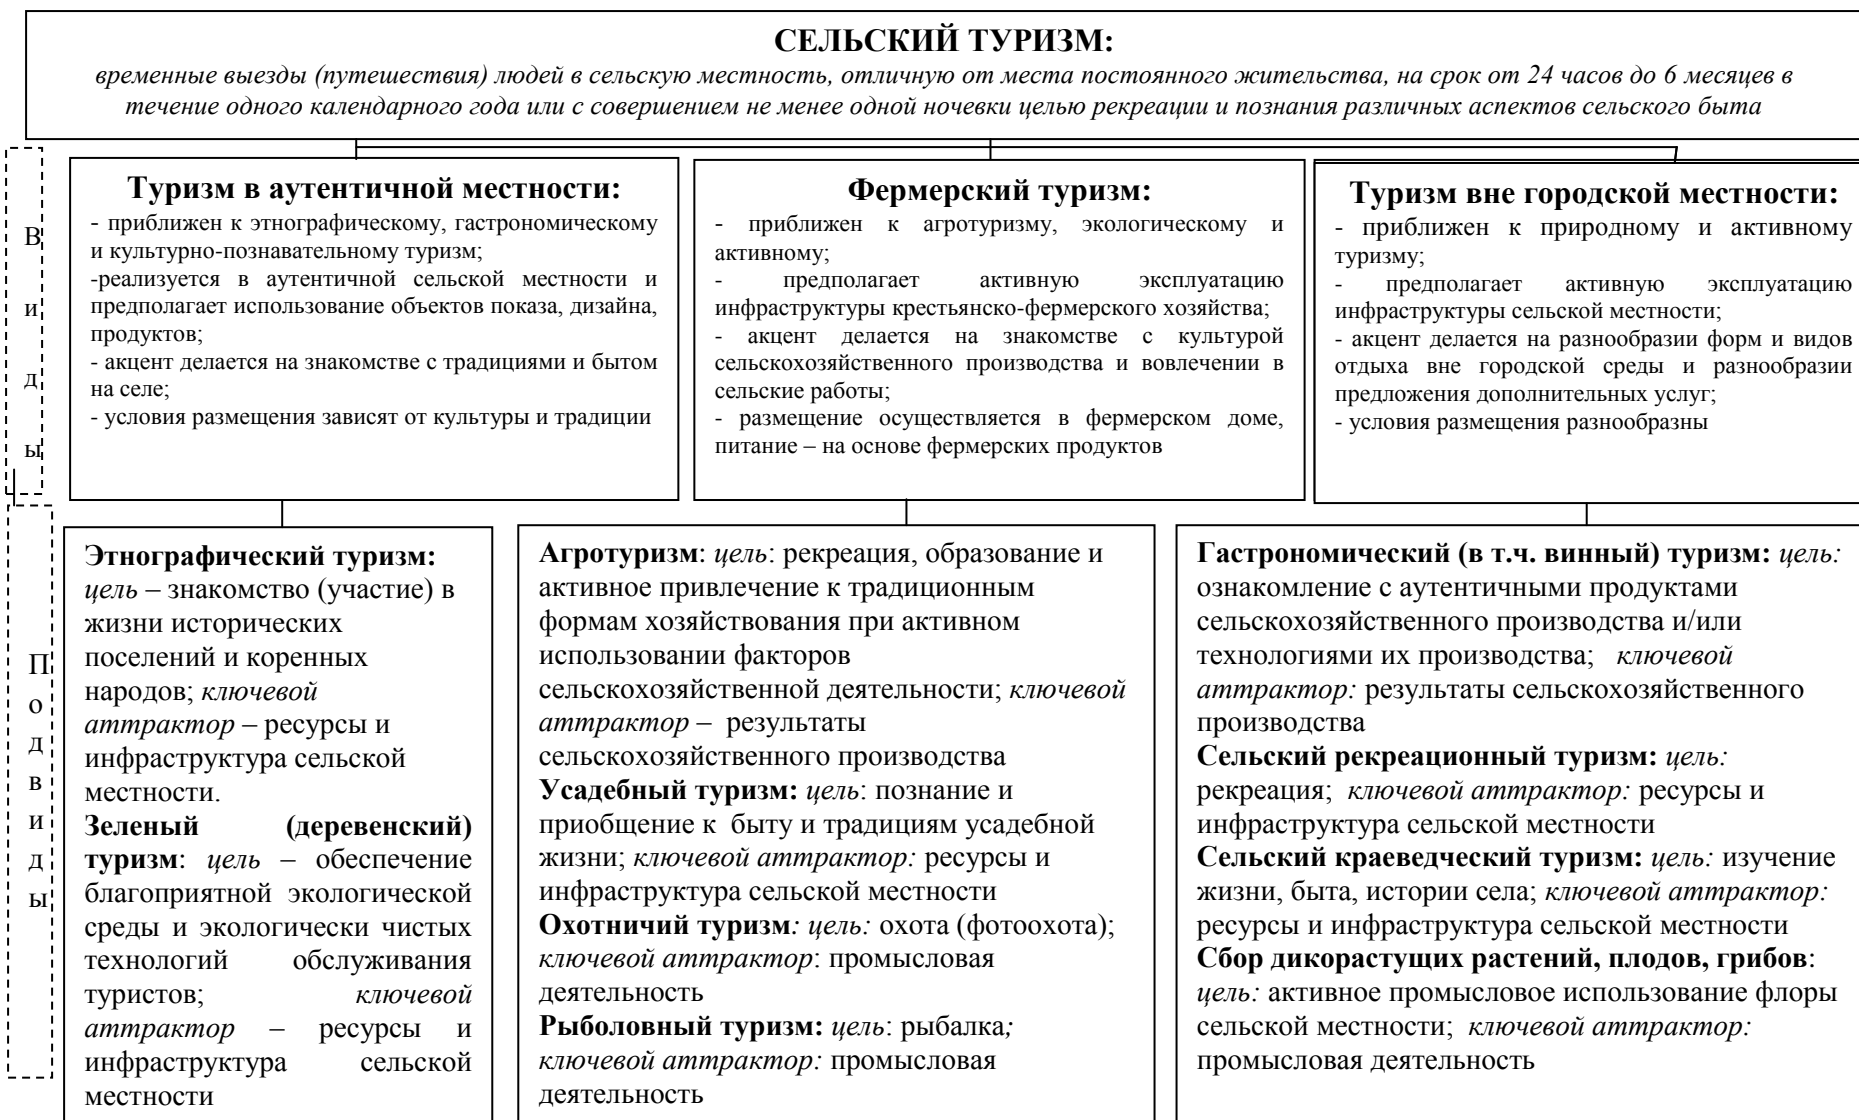 СЕЛЬСКИЙ ТУРИЗМ:
временные выезды (путешествия) людей в сельскую местность, отличную от места постоянного жительства, на срок от 24 часов до 6 месяцев в
течение одного календарного года или с совершением не менее одной ночевки целью рекреации и познания различных аспектов сельского быта
В
и
д
ы
Туризм в аутентичной местности:
- приближен к этнографическому, гастрономическому
и культурно-познавательному туризм;
-реализуется в аутентичной сельской местности и
предполагает использование объектов показа, дизайна,
продуктов;
- акцент делается на знакомстве с традициями и бытом
на селе;
- условия размещения зависят от культуры и традиции
Фермерский туризм:
- приближен к агротуризму, экологическому и
активному;
- предполагает активную эксплуатацию
инфраструктуры крестьянско-фермерского хозяйства;
- акцент делается на знакомстве с культурой
сельскохозяйственного производства и вовлечении в
сельские работы;
- размещение осуществляется в фермерском доме,
питание – на основе фермерских продуктов
Туризм вне городской местности:
- приближен к природному и активному
туризму;
- предполагает активную эксплуатацию
инфраструктуры сельской местности;
- акцент делается на разнообразии форм и видов
отдыха вне городской среды и разнообразии
предложения дополнительных услуг;
- условия размещения разнообразны
П
о
д
в
и
д
ы
Этнографический туризм:
цель – знакомство (участие) в
жизни исторических
поселений и коренных
народов; ключевой
аттрактор – ресурсы и
инфраструктура сельской
местности.
Зеленый (деревенский)
туризм: цель – обеспечение
благоприятной экологической
среды и экологически чистых
технологий обслуживания
туристов; ключевой
аттрактор – ресурсы и
инфраструктура сельской
местности
Агротуризм: цель: рекреация, образование и
активное привлечение к традиционным
формам хозяйствования при активном
использовании факторов
сельскохозяйственной деятельности; ключевой
аттрактор – результаты
сельскохозяйственного производства
Усадебный туризм: цель: познание и
приобщение к быту и традициям усадебной
жизни; ключевой аттрактор: ресурсы и
инфраструктура сельской местности
Охотничий туризм: цель: охота (фотоохота);
ключевой аттрактор: промысловая
деятельность
Рыболовный туризм: цель: рыбалка;
ключевой аттрактор: промысловая
деятельность
Гастрономический (в т.ч. винный) туризм: цель:
ознакомление с аутентичными продуктами
сельскохозяйственного производства и/или
технологиями их производства; ключевой
аттрактор: результаты сельскохозяйственного
производства
Сельский рекреационный туризм: цель:
рекреация; ключевой аттрактор: ресурсы и
инфраструктура сельской местности
Сельский краеведческий туризм: цель: изучение
жизни, быта, истории села; ключевой аттрактор:
ресурсы и инфраструктура сельской местности
Сбор дикорастущих растений, плодов, грибов:
цель: активное промысловое использование флоры
сельской местности; ключевой аттрактор:
промысловая деятельность